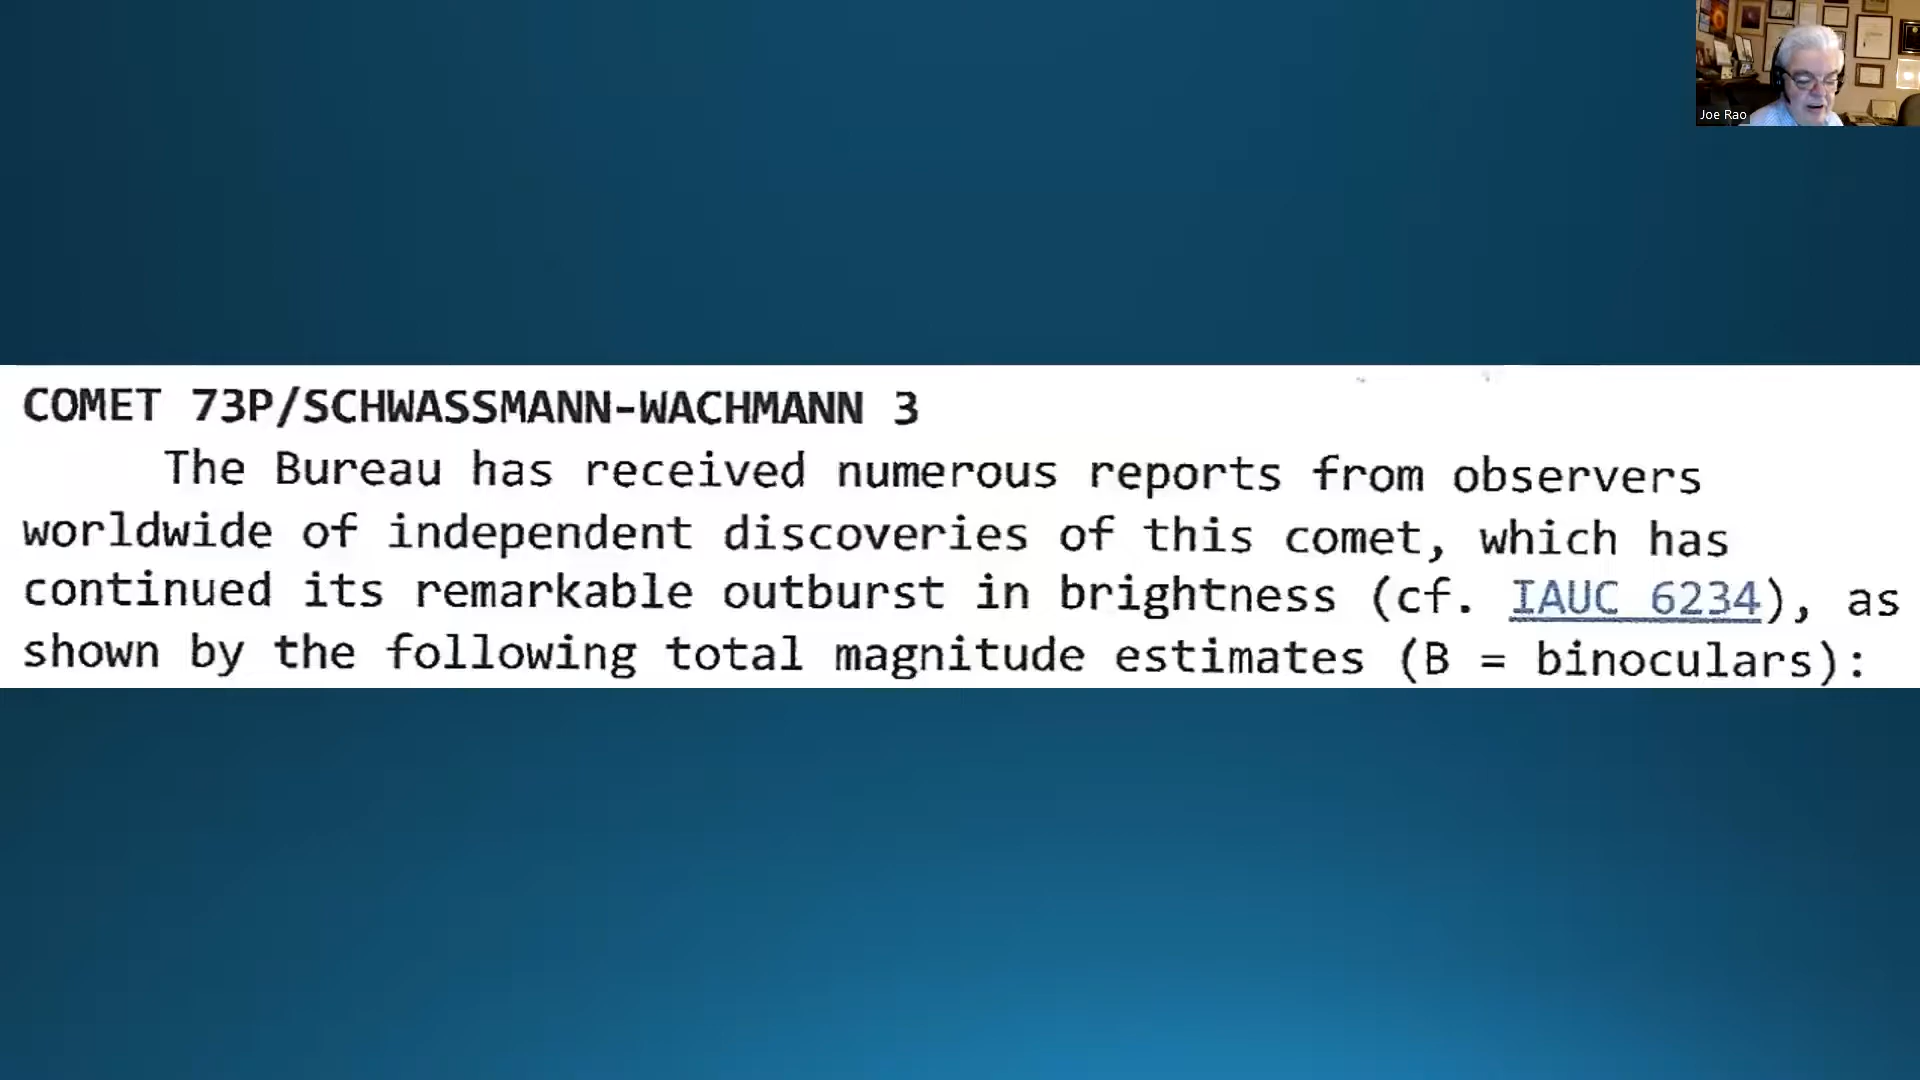 Joe Rao
COMET 73P/SCHWASSMANN-WACHMANN 3
The Bureau has received numerous reports from observers
worldwide of independent discoveries of this comet, which has
continued its remarkable outburst in brightness (cf. IAUC 6234), as
shown by the following total magnitude estimates (B = binoculars):